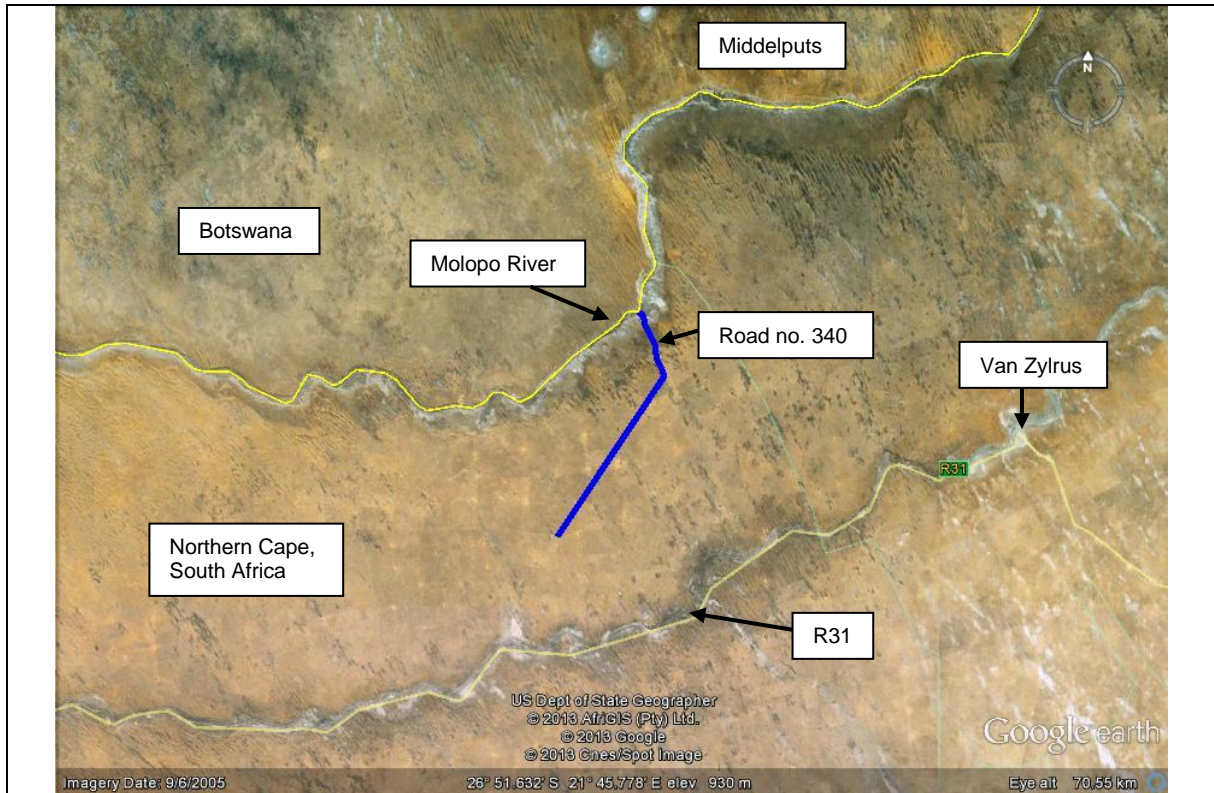 Middelputs
N
Botswana
Molopo River
Road no. 340
Van Zylrus
R31
Northern Cape,
South Africa
R31
US Dept of State Geographer
© 2013 AfriGIS (Pty) Ltd.
© 2013 Google
© 2013 Cnes/Spot Image
Google earth
Imagery Date: 9/6/2005
26° 51.632' S 21° 45.778' E elev 930 m
Eye alt 70.55 km